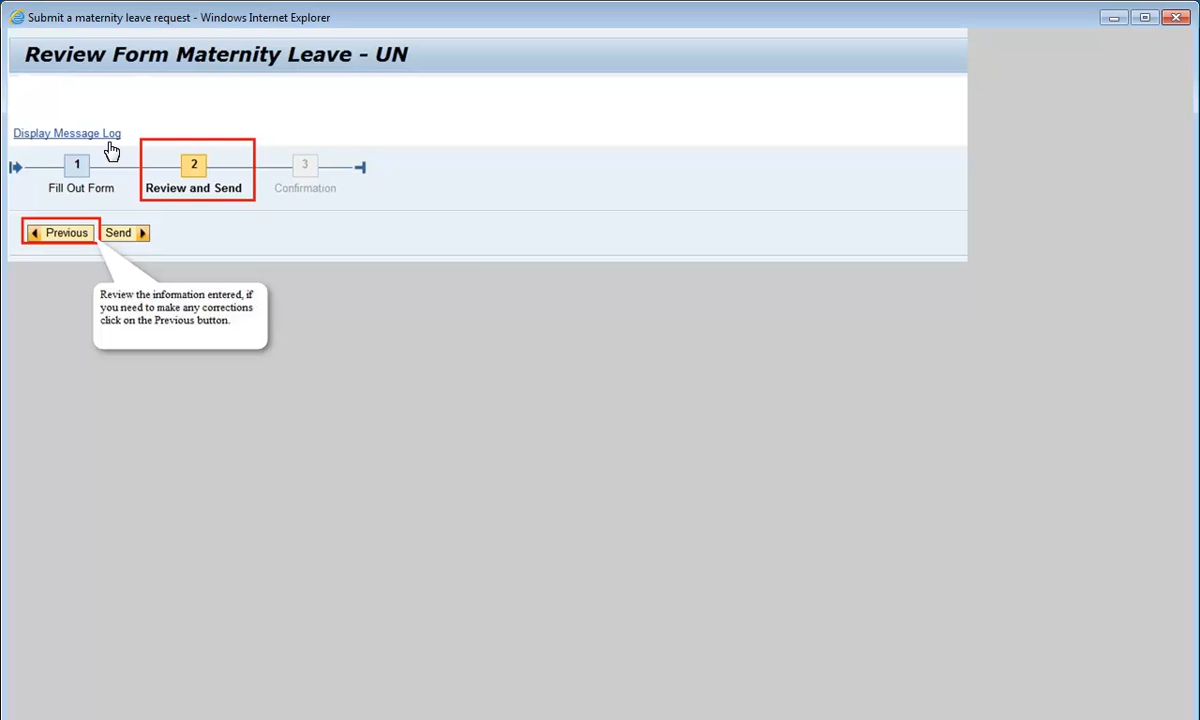 Submit a maternity leave request - Windows Internet Explorer
Review Form Maternity Leave - UN
Display Message Log
1 2 3
Fill Out Form Review and Send Confirmation
Previous Send
Review the information entered, if
you need to make any corrections
click on the Previous button.